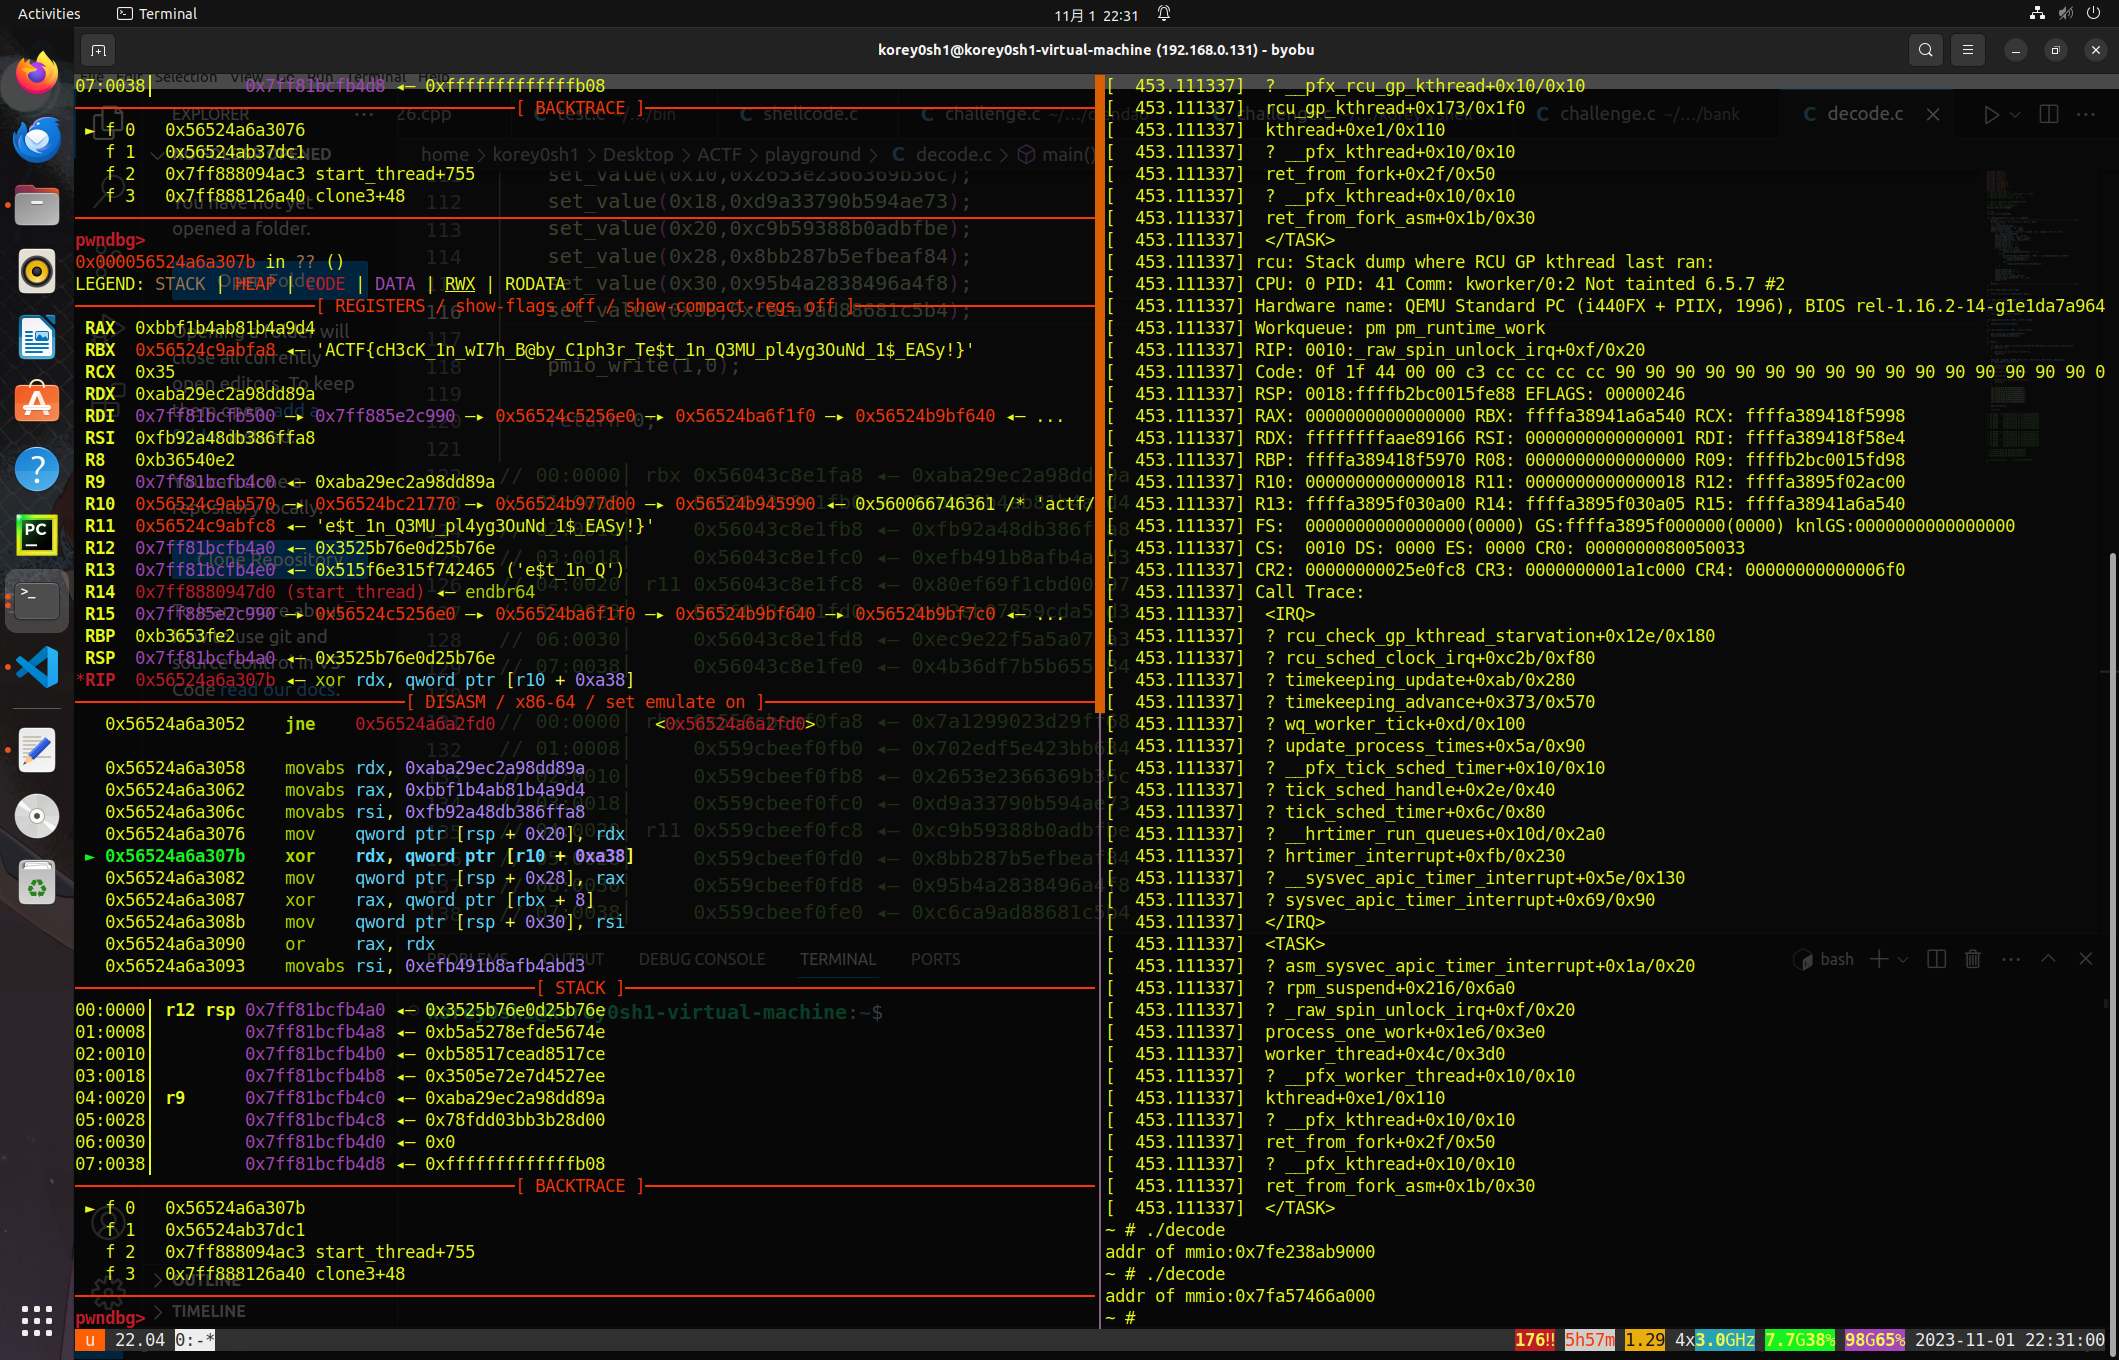 Activities
Terminal
11月 1 22:31
korey0sh1@korey0sh1-virtual-machine (192.168.0.131) - byobu
07:0038│ 0x7ff81bcfb4d8 ◂— 0xfffffffffffffb08
[ BACKTRACE ]
► f 0 0x56524a6a3076
f 1 0x56524ab37dc1
f 2 0x7ff888094ac3 start_thread+755
f 3 0x7ff888126a40 clone3+48
pwndbg>
0x000056524a6a307b in ?? ()
LEGEND: STACK | HEAP | CODE | DATA | RWX | RODATA
[ REGISTERS / show-flags off / show-compact-regs off ]
RAX 0xbbf1b4ab81b4a9d4
RBX 0x56524c9abfa8 ◂— 'ACTF{cH3cK_1n_wI7h_B@by_C1ph3r_Te$t_1n_Q3MU_pl4yg3OuNd_1$_EASy!}'
RCX 0x35
RDX 0xaba29ec2a98dd89a
RDI 0x7ff81bcfb500 —▸ 0x7ff885e2c990 —▸ 0x56524c5256e0 —▸ 0x56524ba6f1f0 —▸ 0x56524b9bf640 ◂— ...
RSI 0xfb92a48db386ffa8
R8 0xb36540e2
R9 0x7ff81bcfb4c0 ◂— 0xaba29ec2a98dd89a
R10 0x56524c9ab570 —▸ 0x56524bc21770 —▸ 0x56524b977d00 —▸ 0x56524b945990 ◂— 0x560066746361 /* 'actf/
R11 0x56524c9abfc8 ◂— 'e$t_1n_Q3MU_pl4yg3OuNd_1$_EASy!}'
R12 0x7ff81bcfb4a0 ◂— 0x3525b76e0d25b76e
R13 0x7ff81bcfb4e0 ◂— 0x515f6e315f742465 ('e$t_1n_Q')
R14 0x7ff8880947d0 (start_thread) ◂— endbr64
R15 0x7ff885e2c990 —▸ 0x56524c5256e0 —▸ 0x56524ba6f1f0 —▸ 0x56524b9bf640 —▸ 0x56524b9bf7c0 ◂— ...
RBP 0xb3653fe2
RSP 0x7ff81bcfb4a0 ◂— 0x3525b76e0d25b76e
*RIP 0x56524a6a307b ◂— xor rdx, qword ptr [r10 + 0xa38]
[ DISASM / x86-64 / set emulate on ]
0x56524a6a3052 jne 0x56524a6a2fd0 <0x56524a6a2fd0>
0x56524a6a3058 movabs rdx, 0xaba29ec2a98dd89a
0x56524a6a3062 movabs rax, 0xbbf1b4ab81b4a9d4
0x56524a6a306c movabs rsi, 0xfb92a48db386ffa8
0x56524a6a3076 mov qword ptr [rsp + 0x20], rdx
► 0x56524a6a307b xor rdx, qword ptr [r10 + 0xa38]
0x56524a6a3082 mov qword ptr [rsp + 0x28], rax
0x56524a6a3087 xor rax, qword ptr [rbx + 8]
0x56524a6a308b mov qword ptr [rsp + 0x30], rsi
0x56524a6a3090 or rax, rdx
0x56524a6a3093 movabs rsi, 0xefb491b8afb4abd3
[ STACK ]
00:0000│ r12 rsp 0x7ff81bcfb4a0 ◂— 0x3525b76e0d25b76e
01:0008│ 0x7ff81bcfb4a8 ◂— 0xb5a5278efde5674e
02:0010│ 0x7ff81bcfb4b0 ◂— 0xb58517cead8517ce
03:0018│ 0x7ff81bcfb4b8 ◂— 0x3505e72e7d4527ee
04:0020│ r9 0x7ff81bcfb4c0 ◂— 0xaba29ec2a98dd89a
05:0028│ 0x7ff81bcfb4c8 ◂— 0x78fdd03bb3b28d00
06:0030│ 0x7ff81bcfb4d0 ◂— 0x0
07:0038│ 0x7ff81bcfb4d8 ◂— 0xfffffffffffffb08
[ BACKTRACE ]
► f 0 0x56524a6a307b
f 1 0x56524ab37dc1
f 2 0x7ff888094ac3 start_thread+755
f 3 0x7ff888126a40 clone3+48
pwndbg>
[ 453.111337] ? __pfx_rcu_gp_kthread+0x10/0x10
[ 453.111337] rcu_gp_kthread+0x173/0x1f0
[ 453.111337] kthread+0xe1/0x110
[ 453.111337] ? __pfx_kthread+0x10/0x10
[ 453.111337] ret_from_fork+0x2f/0x50
[ 453.111337] ? __pfx_kthread+0x10/0x10
[ 453.111337] ret_from_fork_asm+0x1b/0x30
[ 453.111337] </TASK>
[ 453.111337] rcu: Stack dump where RCU GP kthread last ran:
[ 453.111337] CPU: 0 PID: 41 Comm: kworker/0:2 Not tainted 6.5.7 #2
[ 453.111337] Hardware name: QEMU Standard PC (i440FX + PIIX, 1996), BIOS rel-1.16.2-14-g1e1da7a964
[ 453.111337] Workqueue: pm pm_runtime_work
[ 453.111337] RIP: 0010:_raw_spin_unlock_irq+0xf/0x20
[ 453.111337] Code: 0f 1f 44 00 00 c3 cc cc cc cc 90 90 90 90 90 90 90 90 90 90 90 90 90 90 90 90 90 0
[ 453.111337] RSP: 0018:ffffb2bc0015fe88 EFLAGS: 00000246
[ 453.111337] RAX: 0000000000000000 RBX: ffffa38941a6a540 RCX: ffffa389418f5998
[ 453.111337] RDX: ffffffffaae89166 RSI: 0000000000000001 RDI: ffffa389418f58e4
[ 453.111337] RBP: ffffa389418f5970 R08: 0000000000000000 R09: ffffb2bc0015fd98
[ 453.111337] R10: 0000000000000018 R11: 0000000000000018 R12: ffffa3895f02ac00
[ 453.111337] R13: ffffa3895f030a00 R14: ffffa3895f030a05 R15: ffffa38941a6a540
[ 453.111337] FS: 0000000000000000(0000) GS:ffffa3895f000000(0000) knlGS:0000000000000000
[ 453.111337] CS: 0010 DS: 0000 ES: 0000 CR0: 0000000080050033
[ 453.111337] CR2: 00000000025e0fc8 CR3: 0000000001a1c000 CR4: 00000000000006f0
[ 453.111337] Call Trace:
[ 453.111337] <IRQ>
[ 453.111337] ? rcu_check_gp_kthread_starvation+0x12e/0x180
[ 453.111337] ? rcu_sched_clock_irq+0xc2b/0xf80
[ 453.111337] ? timekeeping_update+0xab/0x280
[ 453.111337] ? timekeeping_advance+0x373/0x570
[ 453.111337] ? wq_worker_tick+0xd/0x100
[ 453.111337] ? update_process_times+0x5a/0x90
[ 453.111337] ? __pfx_tick_sched_timer+0x10/0x10
[ 453.111337] ? tick_sched_handle+0x2e/0x40
[ 453.111337] ? tick_sched_timer+0x6c/0x80
[ 453.111337] ? __hrtimer_run_queues+0x10d/0x2a0
[ 453.111337] ? hrtimer_interrupt+0xfb/0x230
[ 453.111337] ? __sysvec_apic_timer_interrupt+0x5e/0x130
[ 453.111337] ? sysvec_apic_timer_interrupt+0x69/0x90
[ 453.111337] </IRQ>
[ 453.111337] <TASK>
[ 453.111337] ? asm_sysvec_apic_timer_interrupt+0x1a/0x20
[ 453.111337] ? rpm_suspend+0x216/0x6a0
[ 453.111337] ? _raw_spin_unlock_irq+0xf/0x20
[ 453.111337] process_one_work+0x1e6/0x3e0
[ 453.111337] worker_thread+0x4c/0x3d0
[ 453.111337] ? __pfx_worker_thread+0x10/0x10
[ 453.111337] kthread+0xe1/0x110
[ 453.111337] ? __pfx_kthread+0x10/0x10
[ 453.111337] ret_from_fork+0x2f/0x50
[ 453.111337] ? __pfx_kthread+0x10/0x10
[ 453.111337] ret_from_fork_asm+0x1b/0x30
[ 453.111337] </TASK>
~ # ./decode
addr of mmio:0x7fe238ab9000
~ # ./decode
addr of mmio:0x7fa57466a000
~ #
u 22.04 0:-*
176!! 5h57m 1.29 4x3.0GHz 7.7G38% 98G65% 2023-11-01 22:31:00